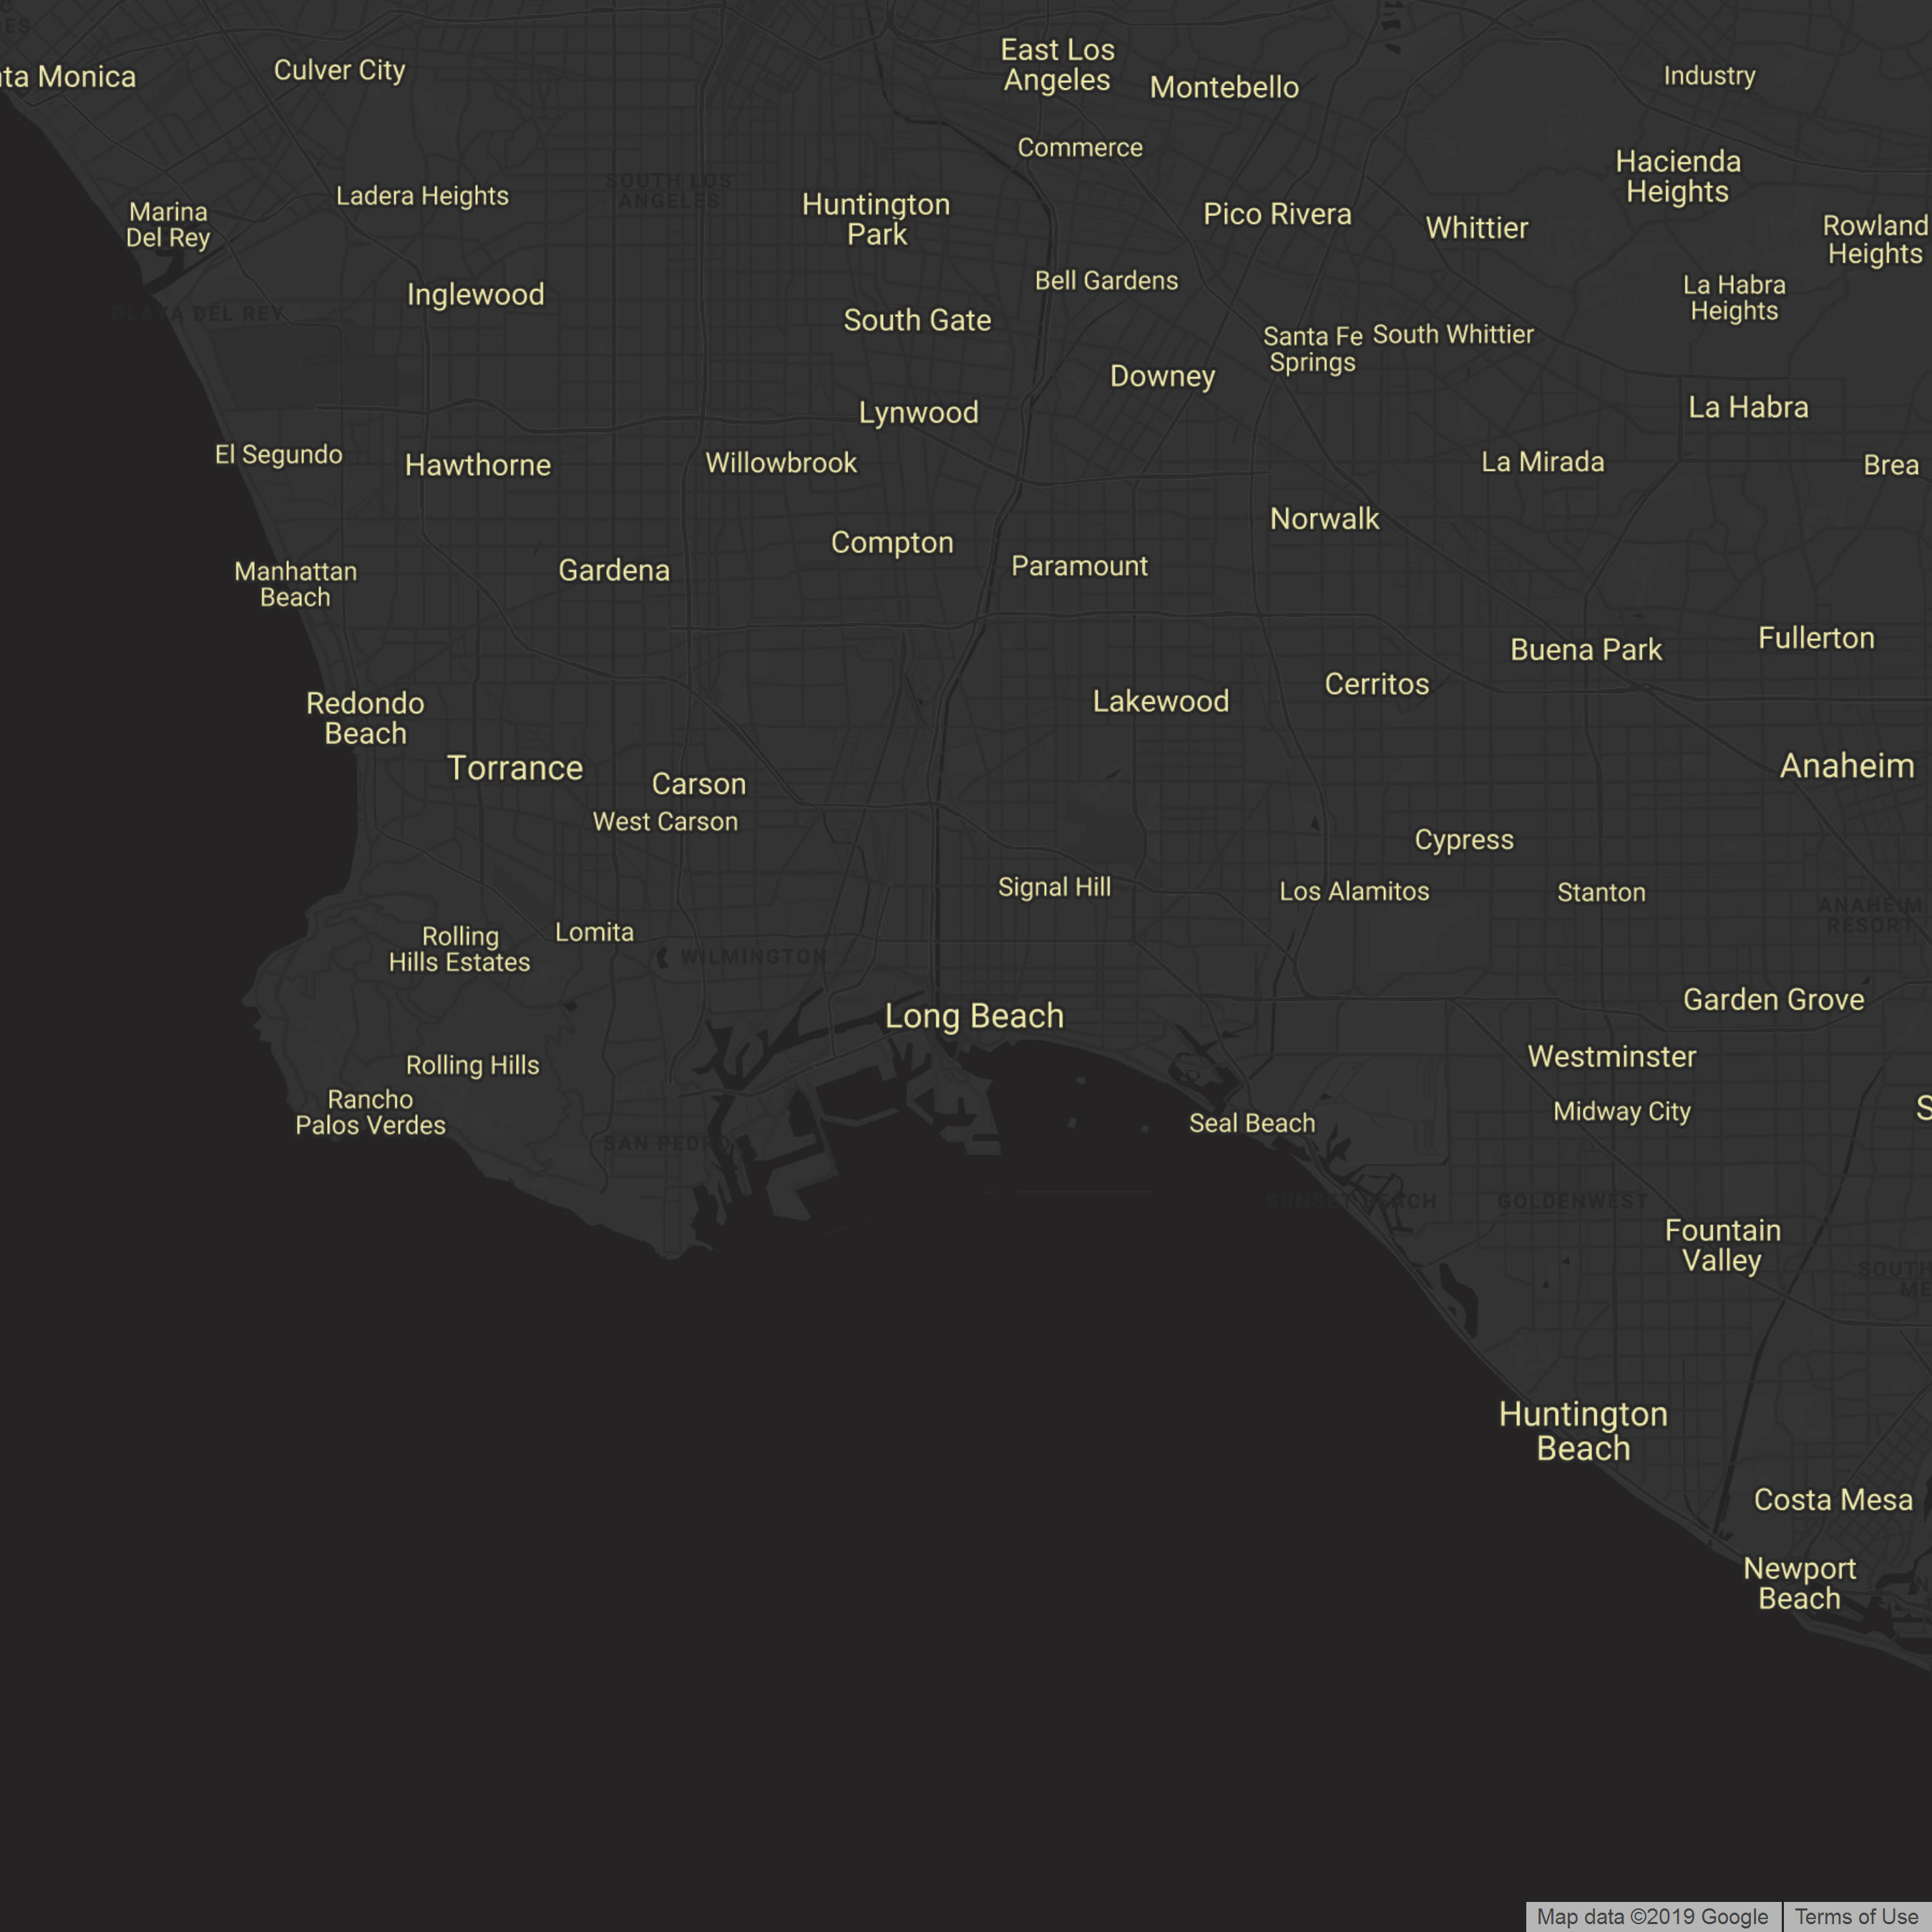 ta Monica
Culver City
East Los
Angeles
Montebello
Industry
Commerce
Hacienda
Heights
SOUTH LOS
ANGELES
Ladera Heights
Marina
Del Rey
Huntington
Park
Pico Rivera
Whittier
Rowland
Heights
Bell Gardens
La Habra
Heights
Inglewood
PLAYA DEL REY
South Gate
Santa Fe
Springs
South Whittier
Downey
La Habra
Lynwood
El Segundo
Hawthorne
Willowbrook
La Mirada
Brea
Norwalk
Compton
Paramount
Gardena
Manhattan
Beach
Fullerton
Buena Park
Cerritos
Lakewood
Redondo
Beach
Torrance
Anaheim
Carson
West Carson
Cypress
Signal Hill
Los Alamitos
Stanton
ANAHEIM
RESORT
Lomita
Rolling
Hills Estates
WILMINGTON
Garden Grove
Long Beach
Westminster
Rolling Hills
Rancho
Palos Verdes
Midway City
S
Seal Beach
SAN PEDRO
SUNSET BEACH
GOLDENWEST
Fountain
Valley
SOUTH
ME
Huntington
Beach
Costa Mesa
Newport
Beach
Map data ©2019 Google
Terms of Use